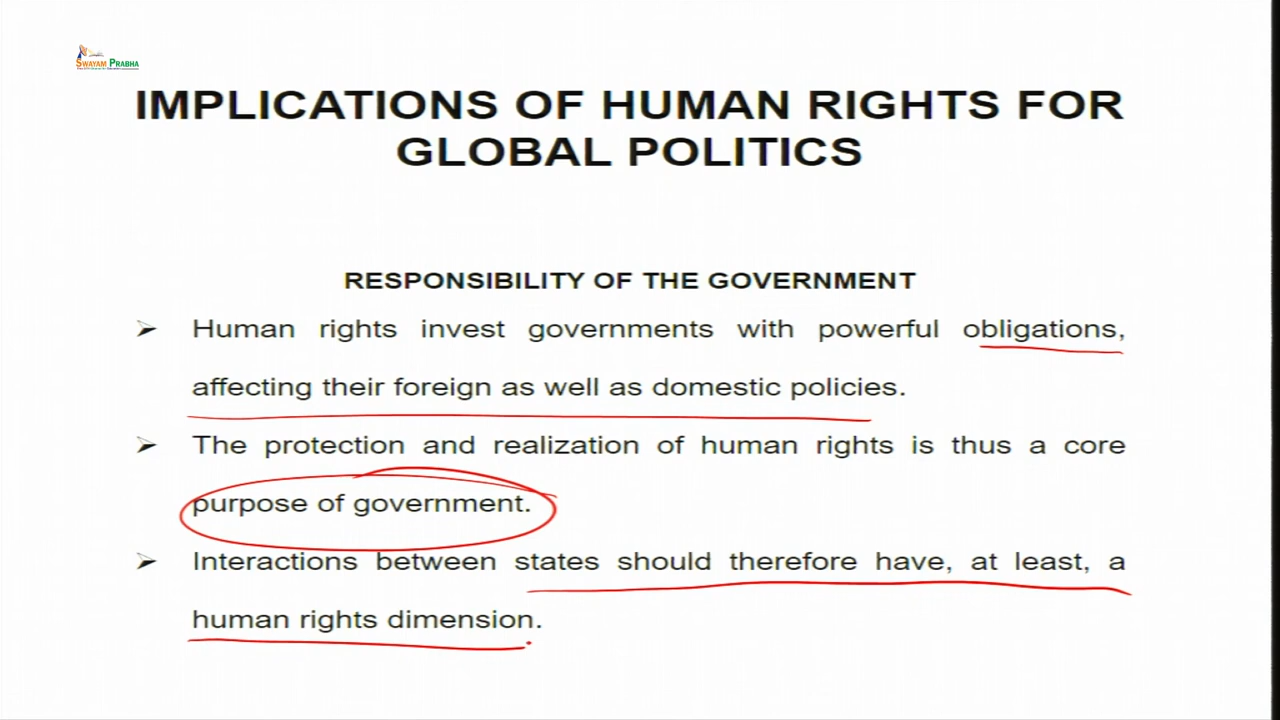 SWAYAM PRABHA
IMPLICATIONS OF HUMAN RIGHTS FOR
GLOBAL POLITICS
RESPONSIBILITY OF THE GOVERNMENT
➢ Human rights invest governments with powerful obligations,
affecting their foreign as well as domestic policies.
➢ The protection and realization of human rights is thus a core
purpose of government.
➢ Interactions between states should therefore have, at least, a
human rights dimension.